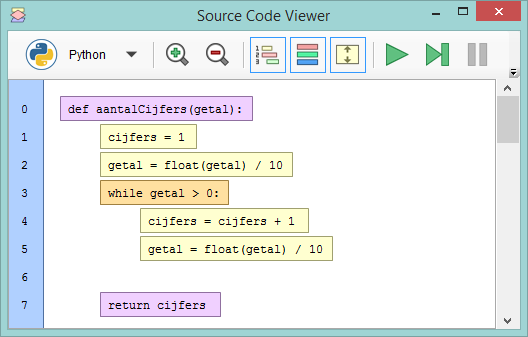 Source Code Viewer
Python
0 def aantalCijfers(getal):
1 cijfers = 1
2 getal = float(getal) / 10
3 while getal > 0:
4 cijfers = cijfers + 1
5 getal = float(getal) / 10
6
7 return cijfers